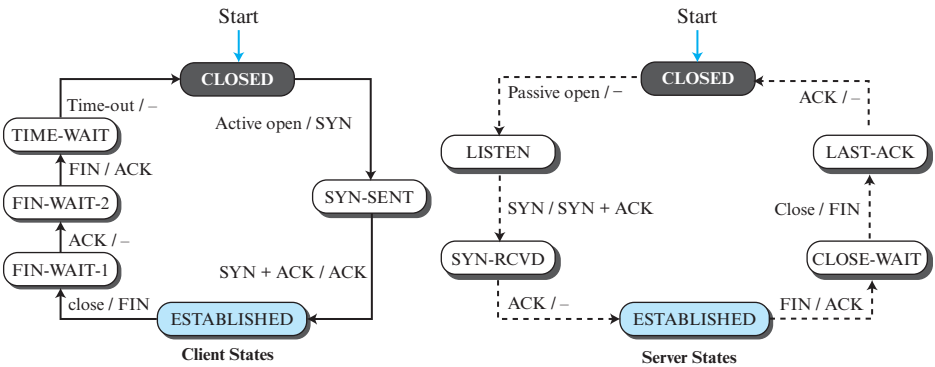 Start
CLOSED
Time-out / –
Active open / SYN
TIME-WAIT
FIN / ACK
SYN-SENT
FIN-WAIT-2
ACK / –
FIN-WAIT-1
SYN + ACK / ACK
close / FIN
ESTABLISHED
Client States
Start
CLOSED
Passive open / –
ACK / –
LISTEN
LAST-ACK
SYN / SYN + ACK
Close / FIN
SYN-RCVD
CLOSE-WAIT
ACK / –
FIN / ACK
ESTABLISHED
Server States